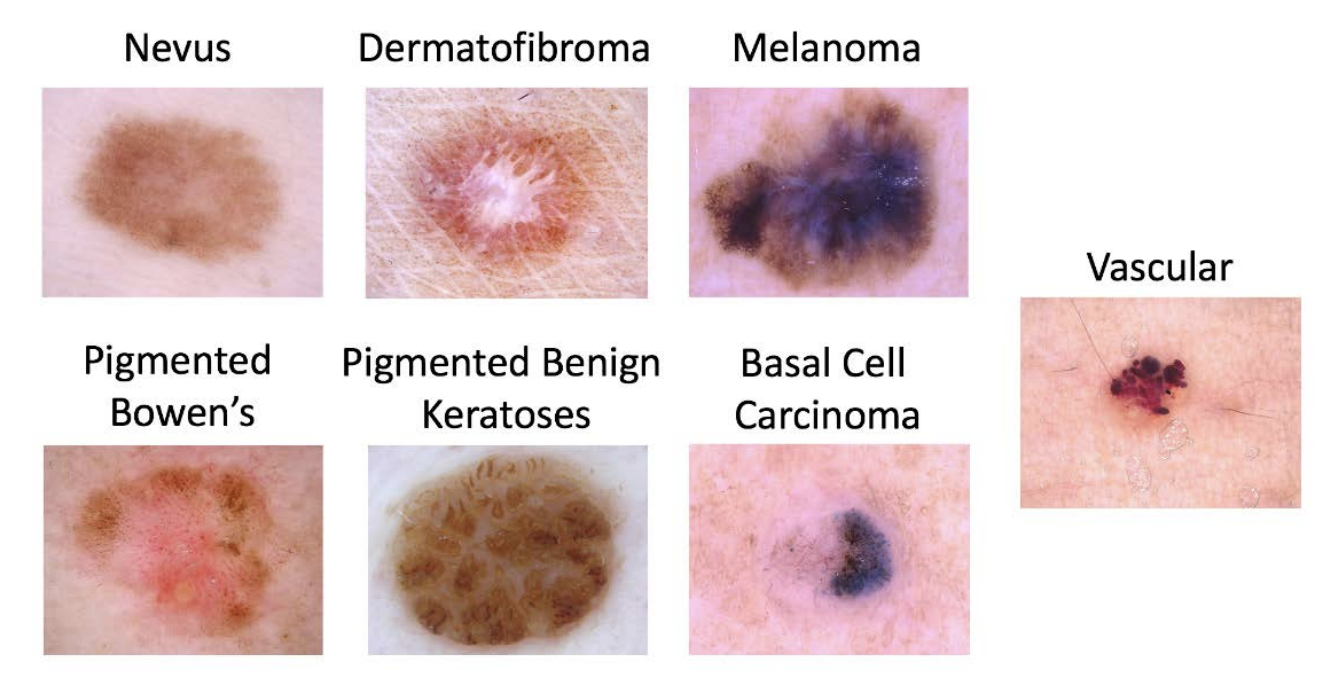 Nevus
Dermatofibroma
Melanoma
Vascular
Pigmented
Bowen’s
Pigmented Benign
Keratoses
Basal Cell
Carcinoma